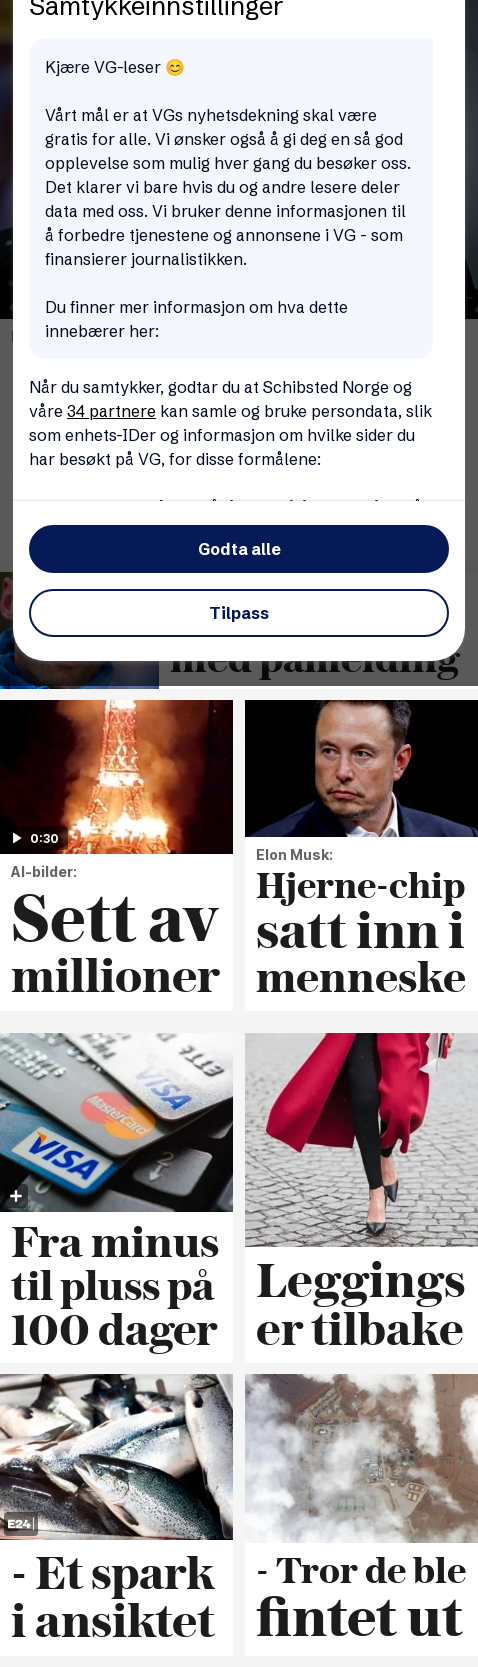 Samtykkeinnstillinger
Kjære VG-leser 😊
Vårt mål er at VGs nyhetsdekning skal være
gratis for alle. Vi ønsker også å gi deg en så god
opplevelse som mulig hver gang du besøker oss.
Det klarer vi bare hvis du og andre lesere deler
data med oss. Vi bruker denne informasjonen til
å forbedre tjenestene og annonsene i VG - som
finansierer journalistikken.
Du finner mer informasjon om hva dette
innebærer her:
Når du samtykker, godtar du at Schibsted Norge og
våre 34 partnere kan samle og bruke persondata, slik
som enhets-IDer og informasjon om hvilke sider du
har besøkt på VG, for disse formålene:
Godta alle
Tilpass
med påmelding
0:30
AI-bilder:
Sett av
millioner
Elon Musk:
Hjerne-chip
satt inn i
menneske
VISA
MasterCard
VISA
Fra minus
til pluss på
100 dager
Leggings
er tilbake
E24
- Et spark
i ansiktet
- Tror de ble
fintet ut